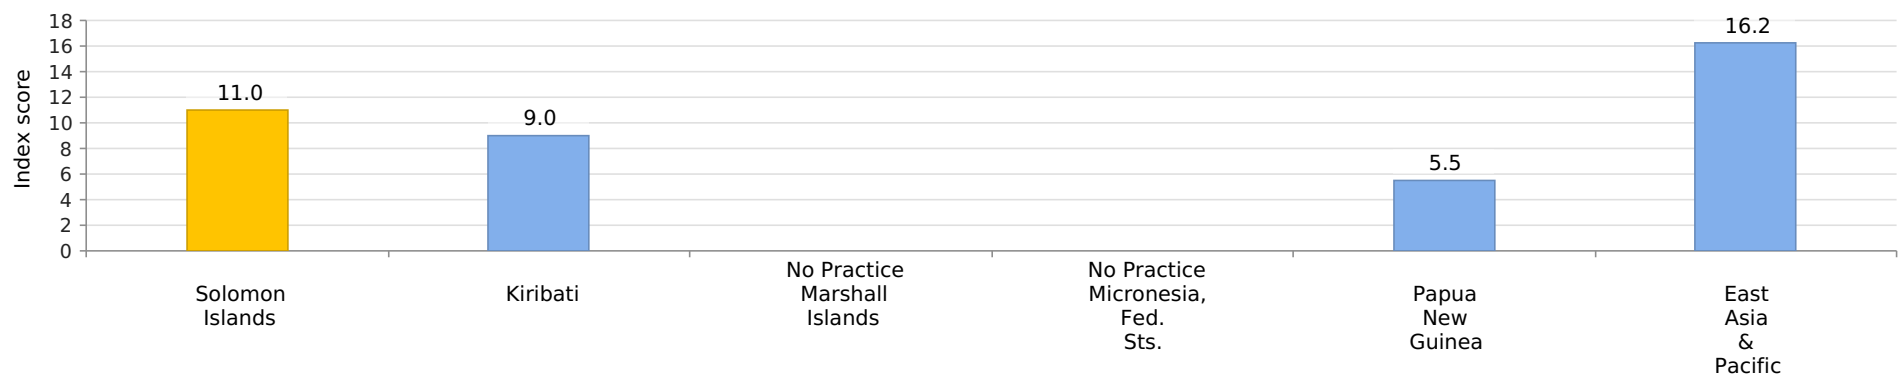 Index score
18
16
14
12
10
8
6
4
2
0
11.0
9.0
5.5
16.2
Solomon
Islands
Kiribati
No Practice
Marshall
Islands
No Practice
Micronesia,
Fed.
Sts.
Papua
New
Guinea
East
Asia
&
Pacific